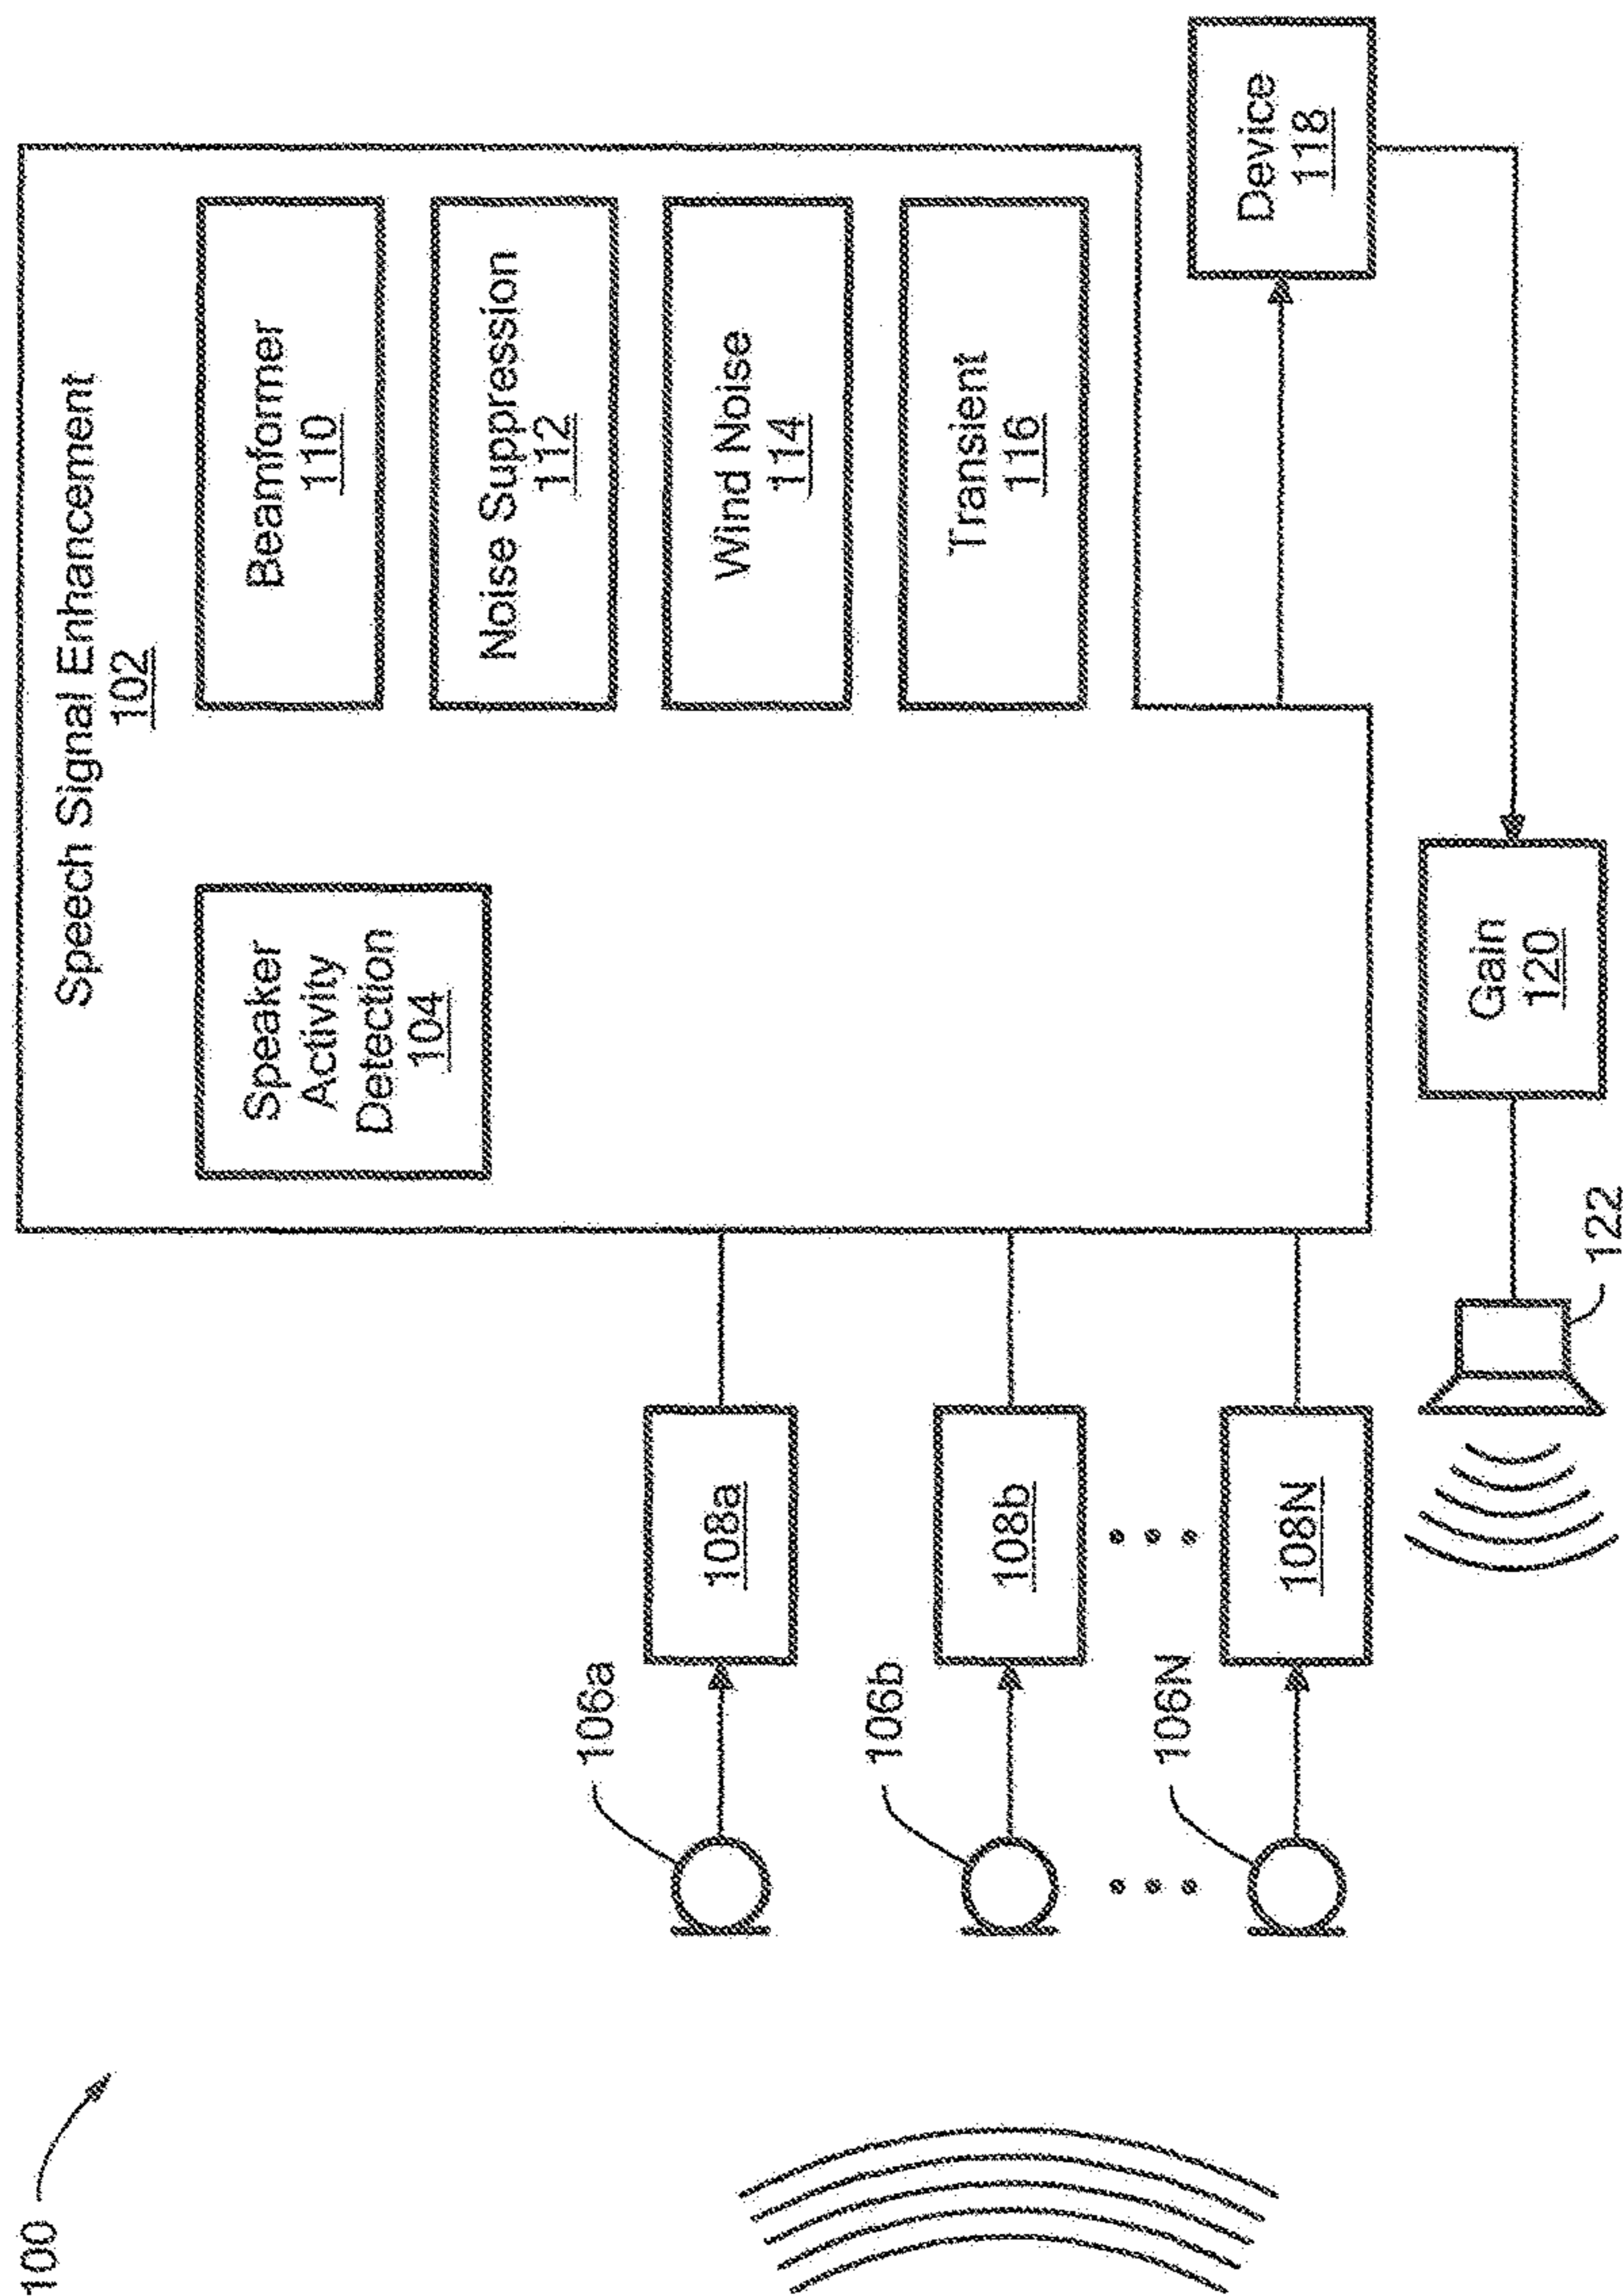 100
Speech Signal Enhancement
102
Speaker
Activity
Detection
104
Beamformer
110
Noise Suppression
112
Wind Noise
114
Transient
116
106a
108a
106b
108b
106N
108N
Device
118
Gain
120
122